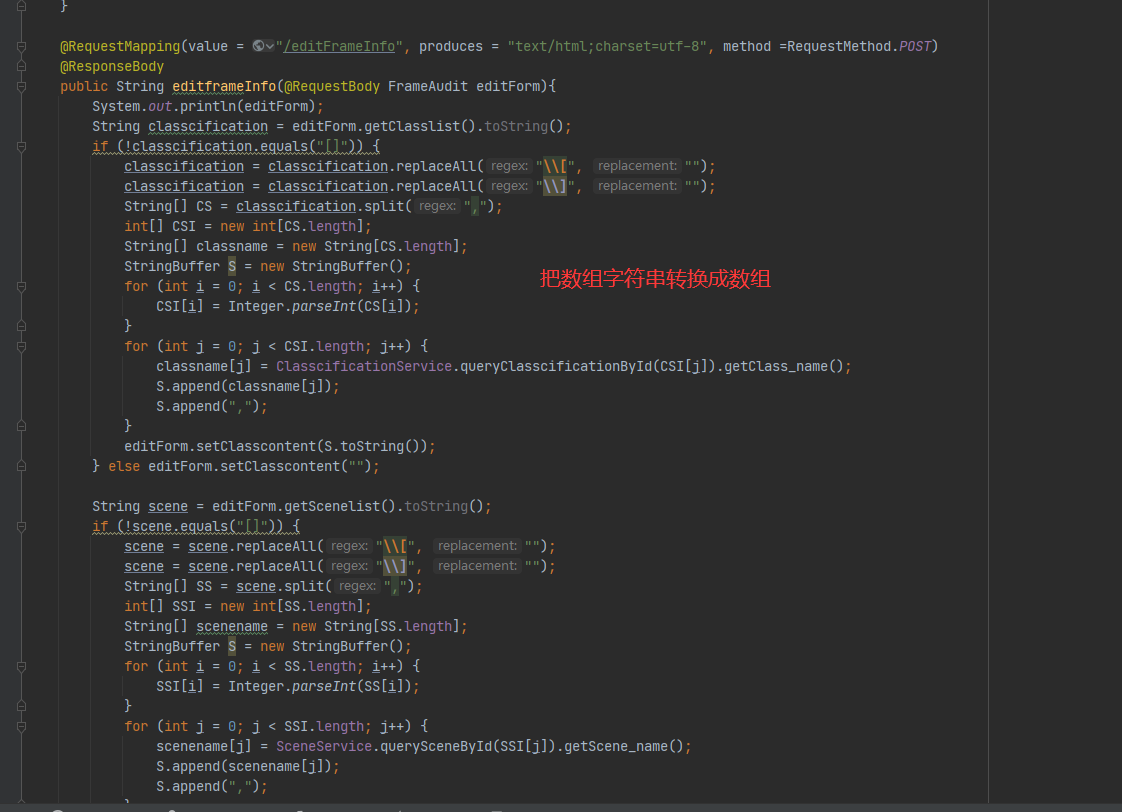 }
@RequestMapping(value = "/editFrameInfo", produces = "text/html;charset=utf-8", method =RequestMethod.POST)
@ResponseBody
public String editframeInfo(@RequestBody FrameAudit editForm){
System.out.println(editForm);
String classcification = editForm.getClasslist().toString();
if (!classcification.equals("[]")) {
classcification = classcification.replaceAll( regex: "\\[", replacement: "");
classcification = classcification.replaceAll( regex: "\\]", replacement: "");
String[] CS = classcification.split( regex: ",");
int[] CSI = new int[CS.length];
String[] classname = new String[CS.length];
StringBuffer S = new StringBuffer();
把数组字符串转换成数组
for (int i = 0; i < CS.length; i++) {
CSI[i] = Integer.parseInt(CS[i]);
}
for (int j = 0; j < CSI.length; j++) {
classname[j] = ClasscificationService.queryClasscificationById(CSI[j]).getClass_name();
S.append(classname[j]);
S.append(",");
}
editForm.setClasscontent(S.toString());
} else editForm.setClasscontent("");
String scene = editForm.getScenelist().toString();
if (!scene.equals("[]")) {
scene = scene.replaceAll( regex: "\\[", replacement: "");
scene = scene.replaceAll( regex: "\\]", replacement: "");
String[] SS = scene.split( regex: ",");
int[] SSI = new int[SS.length];
String[] scenename = new String[SS.length];
StringBuffer S = new StringBuffer();
for (int i = 0; i < SS.length; i++) {
SSI[i] = Integer.parseInt(SS[i]);
}
for (int j = 0; j < SSI.length; j++) {
scenename[j] = SceneService.querySceneById(SSI[j]).getScene_name();
S.append(scenename[j]);
S.append(",");
}